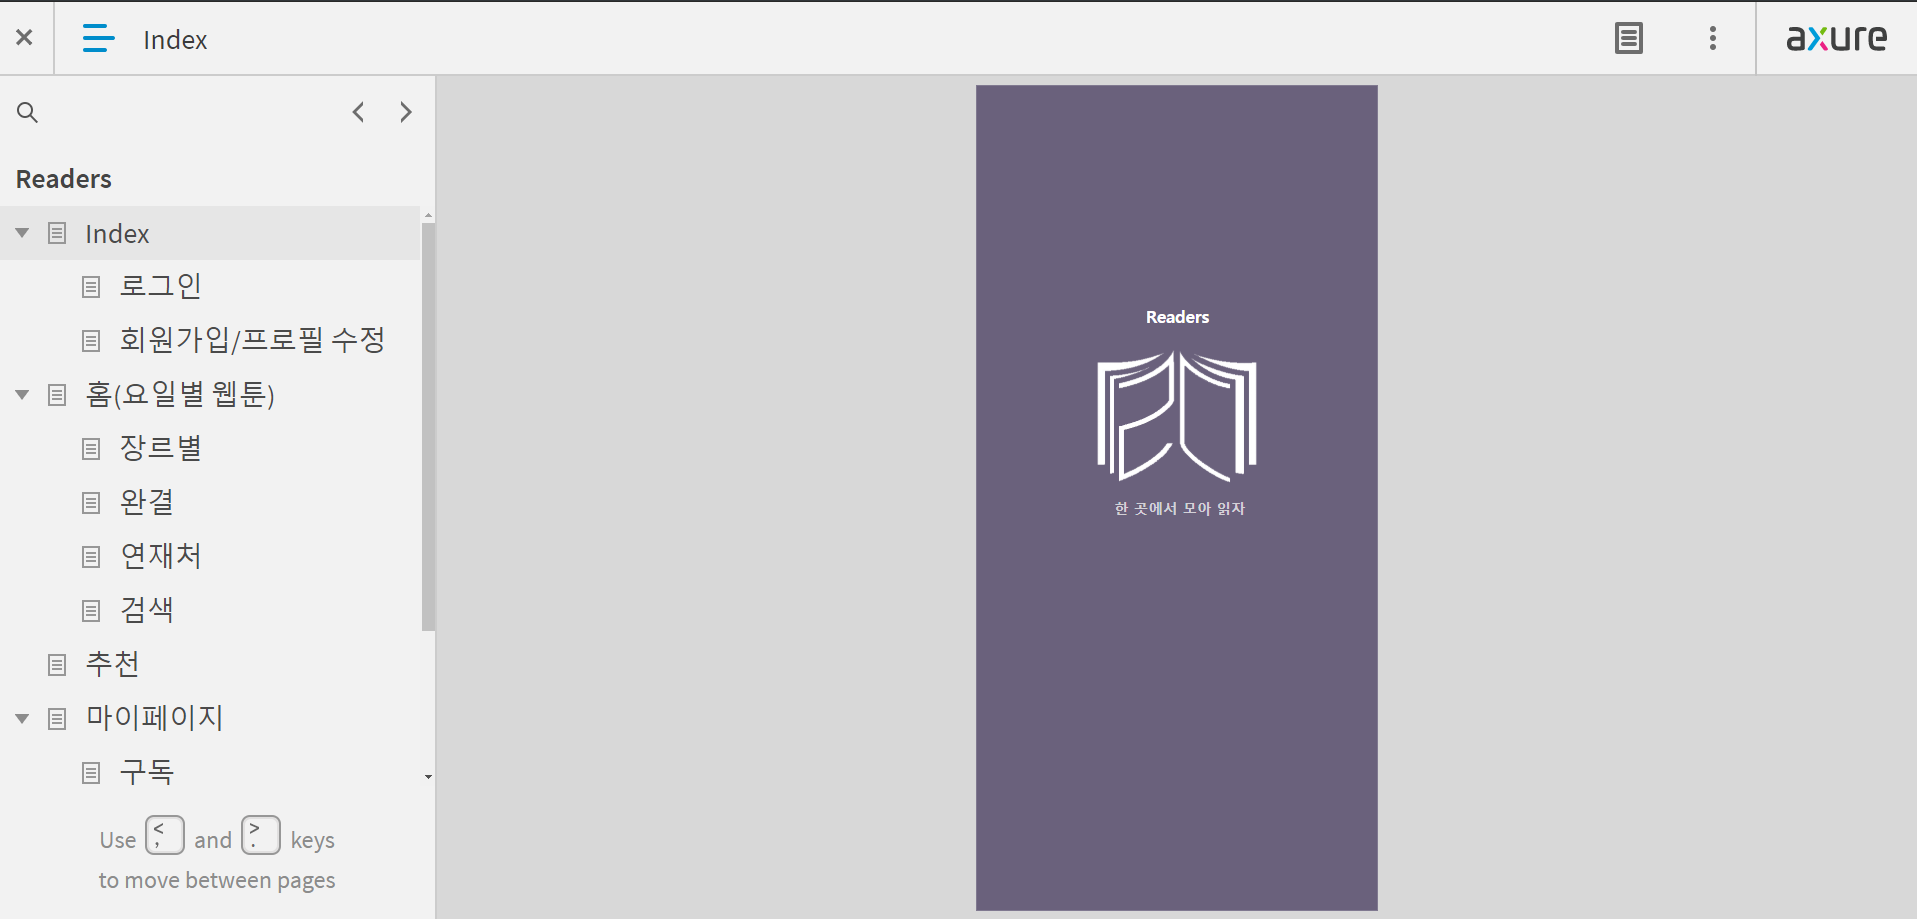 Index
axure
Readers
Index
로그인
회원가입/프로필 수정
홈(요일별 웹툰)
장르별
완결
연재처
검색
추천
마이페이지
구독
Use < , and > . keys
to move between pages
Readers
한 곳에서 모아 읽자